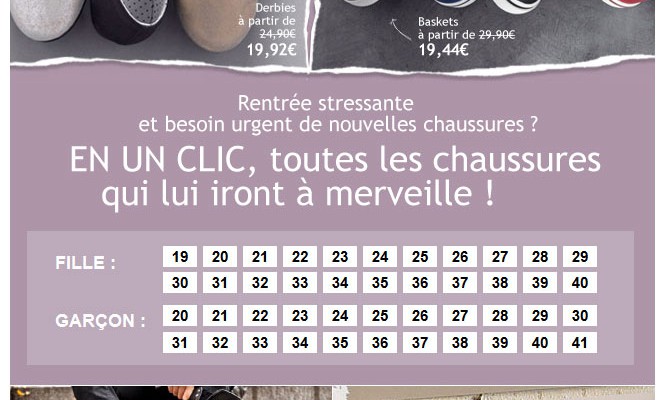 Derbies
à partir de
24,90€
19,92€
Baskets
à partir de 29,90€
19,44€
Rentrée stressante
et besoin urgent de nouvelles chaussures ?
EN UN CLIC, toutes les chaussures
qui lui iront à merveille !
FILLE :
19 20 21 22 23 24 25 26 27 28 29
30 31 32 33 34 35 36 37 38 39 40
GARÇON :
20 21 22 23 24 25 26 27 28 29 30
31 32 33 34 35 36 37 38 39 40 41